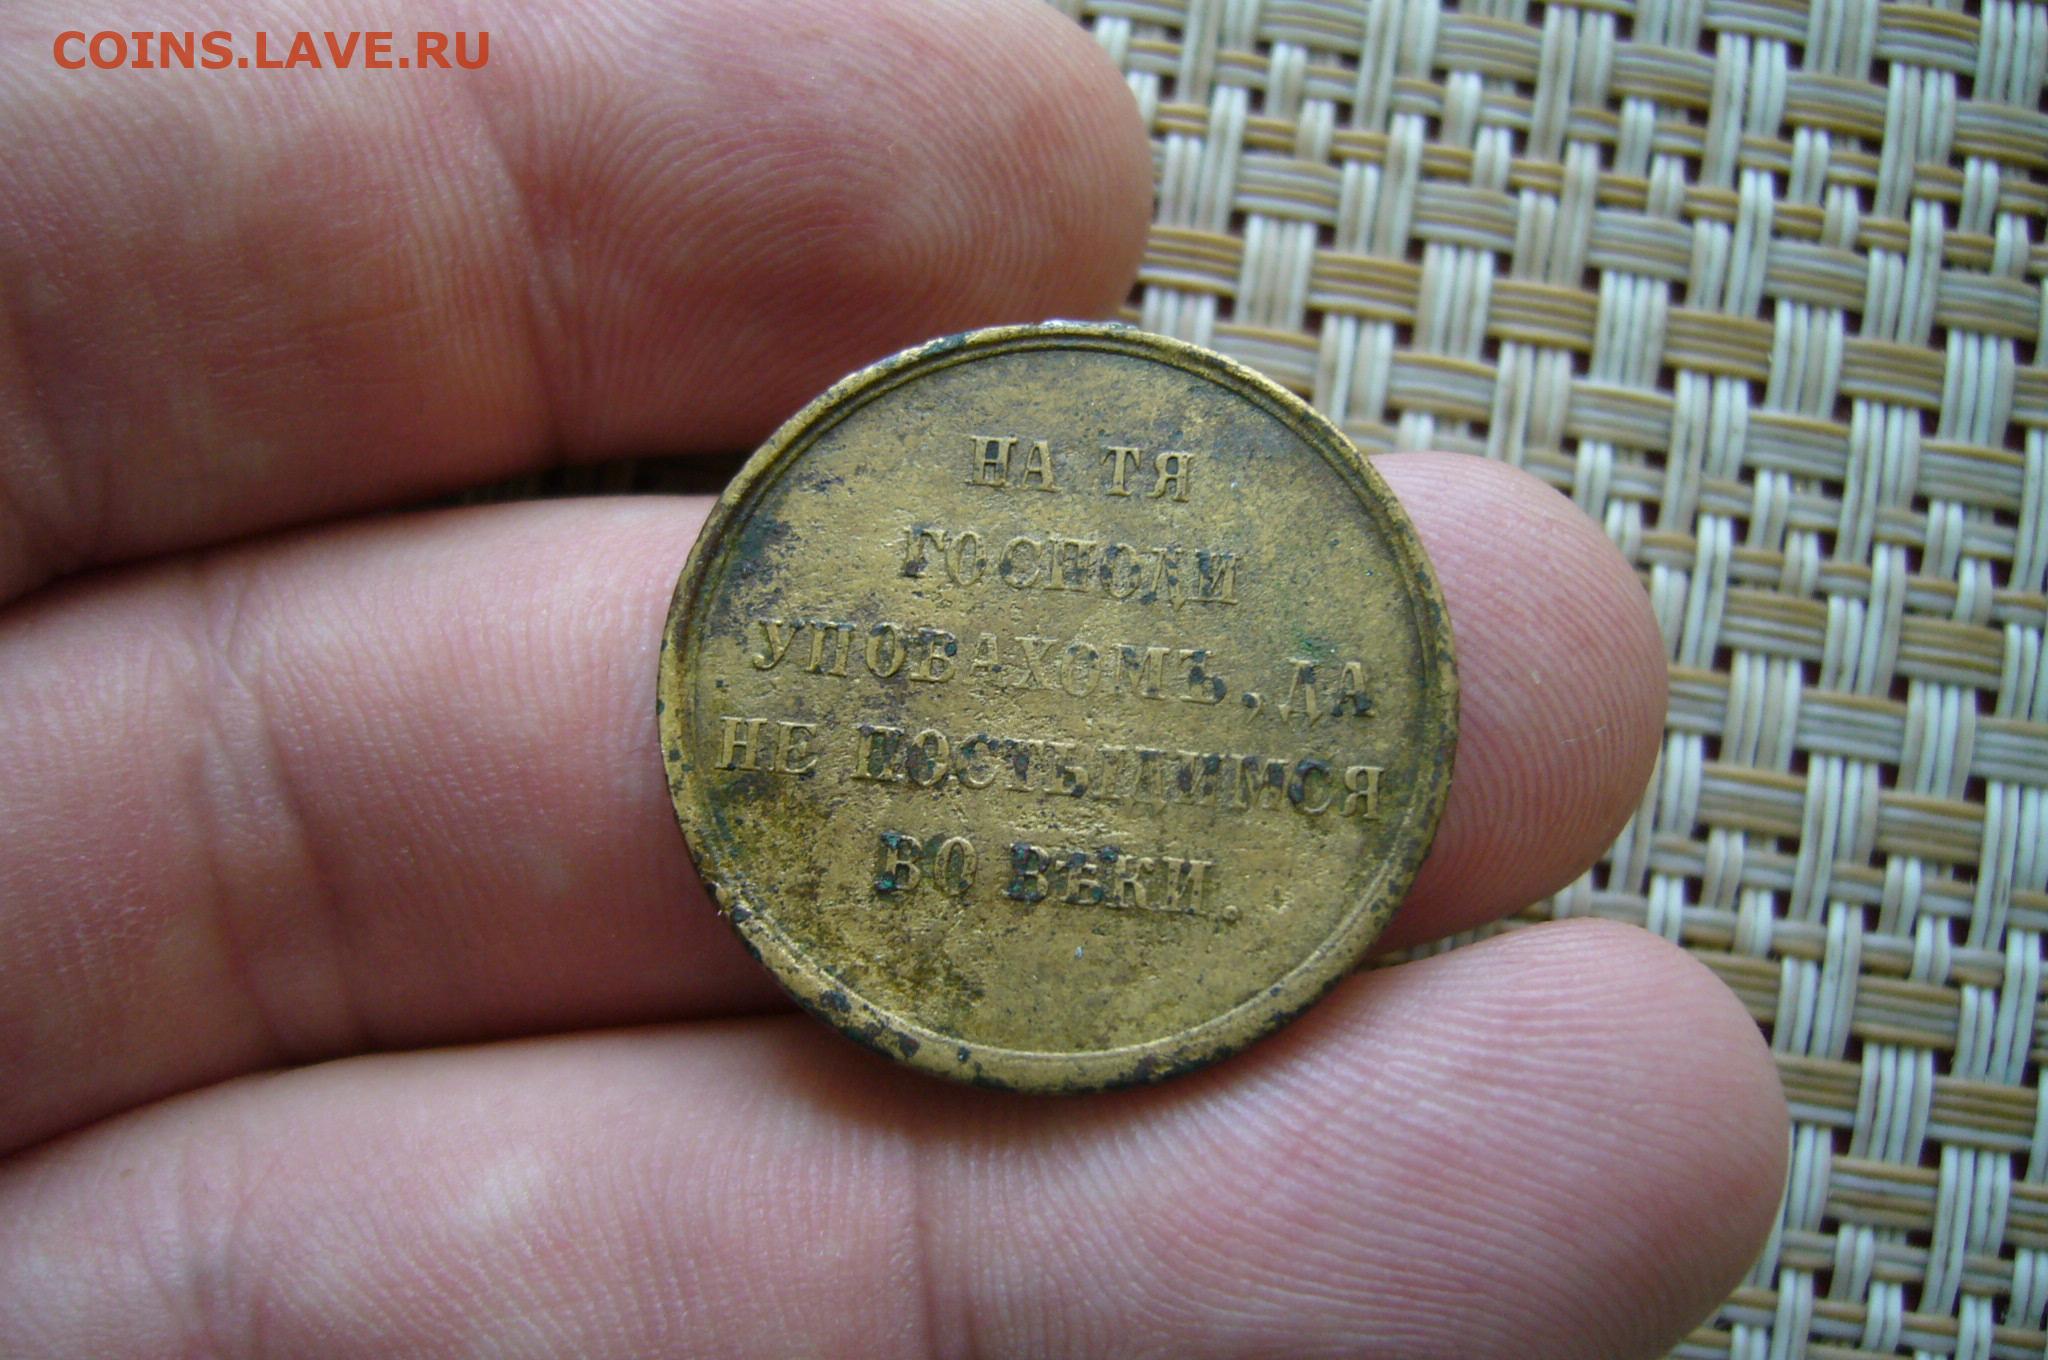 COINS.LAVE.RU
НА ТЯ
ГОСПОДИ
УПОВАХОМЪ, ДА
НЕ ПОСТЫДИМСЯ
ВО ВѢКИ.